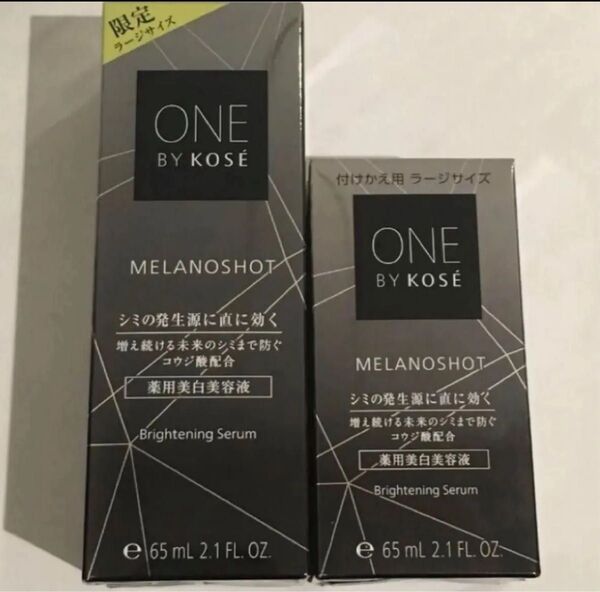 限定
ラージサイズ
ONE
BY KOSÉ
MELANOSHOT
シミの発生源に直に効く
増え続ける未来のシミまで防ぐ
コウジ酸配合
薬用美白美容液
Brightening Serum
℮ 65 mL 2.1 FL. OZ.
付けかえ用 ラージサイズ
ONE
BY KOSÉ
MELANOSHOT
シミの発生源に直に効く
増え続ける未来のシミまで防ぐ
コウジ酸配合
薬用美白美容液
Brightening Serum
℮ 65 mL 2.1 FL. OZ.